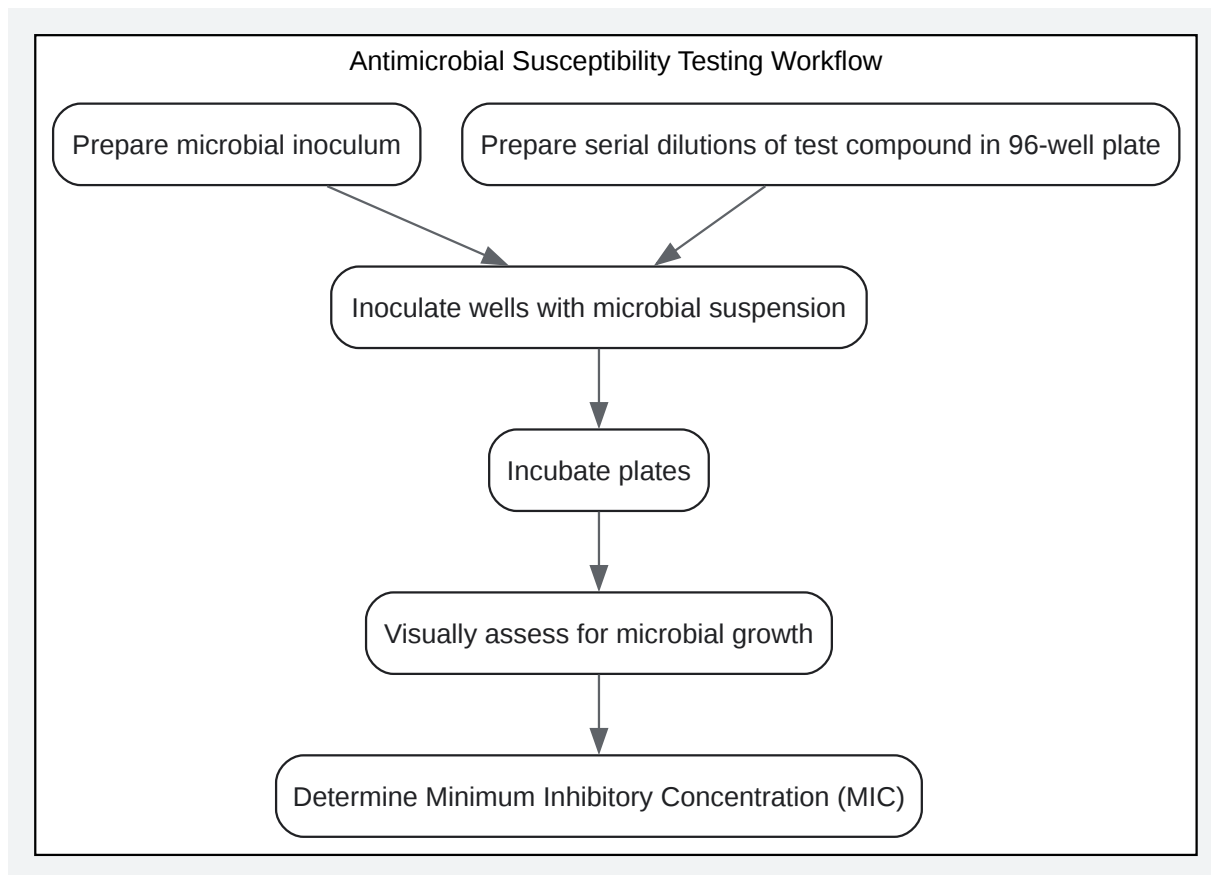 Antimicrobial Susceptibility Testing Workflow
Prepare microbial inoculum
Prepare serial dilutions of test compound in 96-well plate
Inoculate wells with microbial suspension
Incubate plates
Visually assess for microbial growth
Determine Minimum Inhibitory Concentration (MIC)